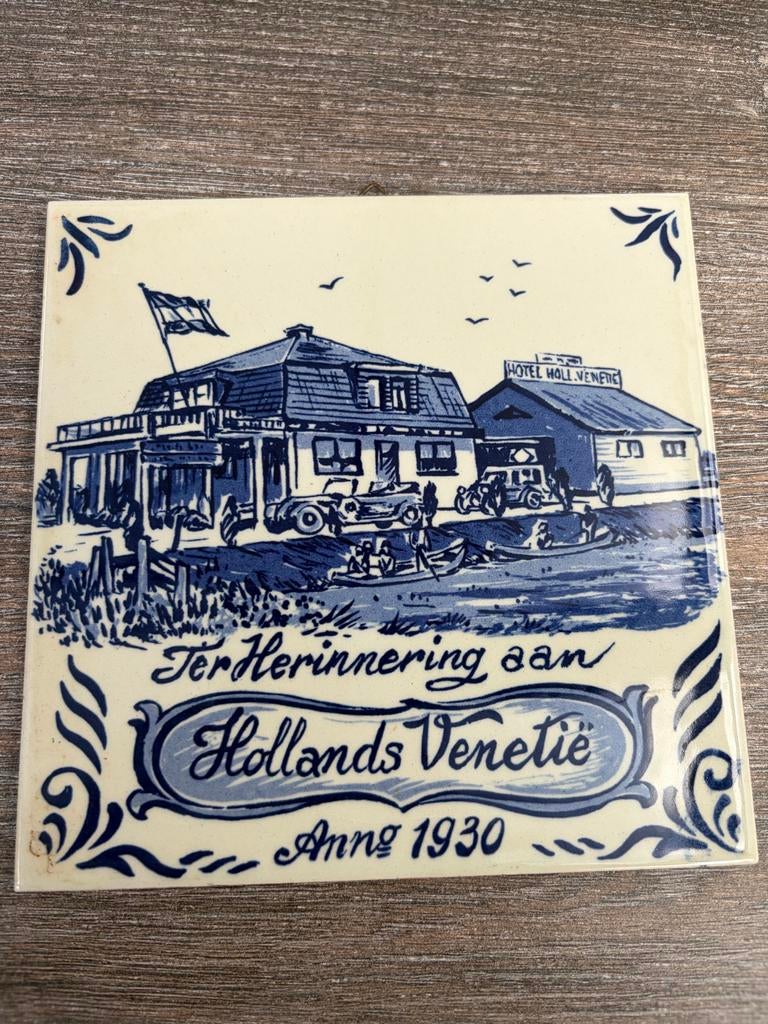 HOTEL HOLL. VENETIE
Ter Herinnering aan
Hollands Venetië
Anno 1930